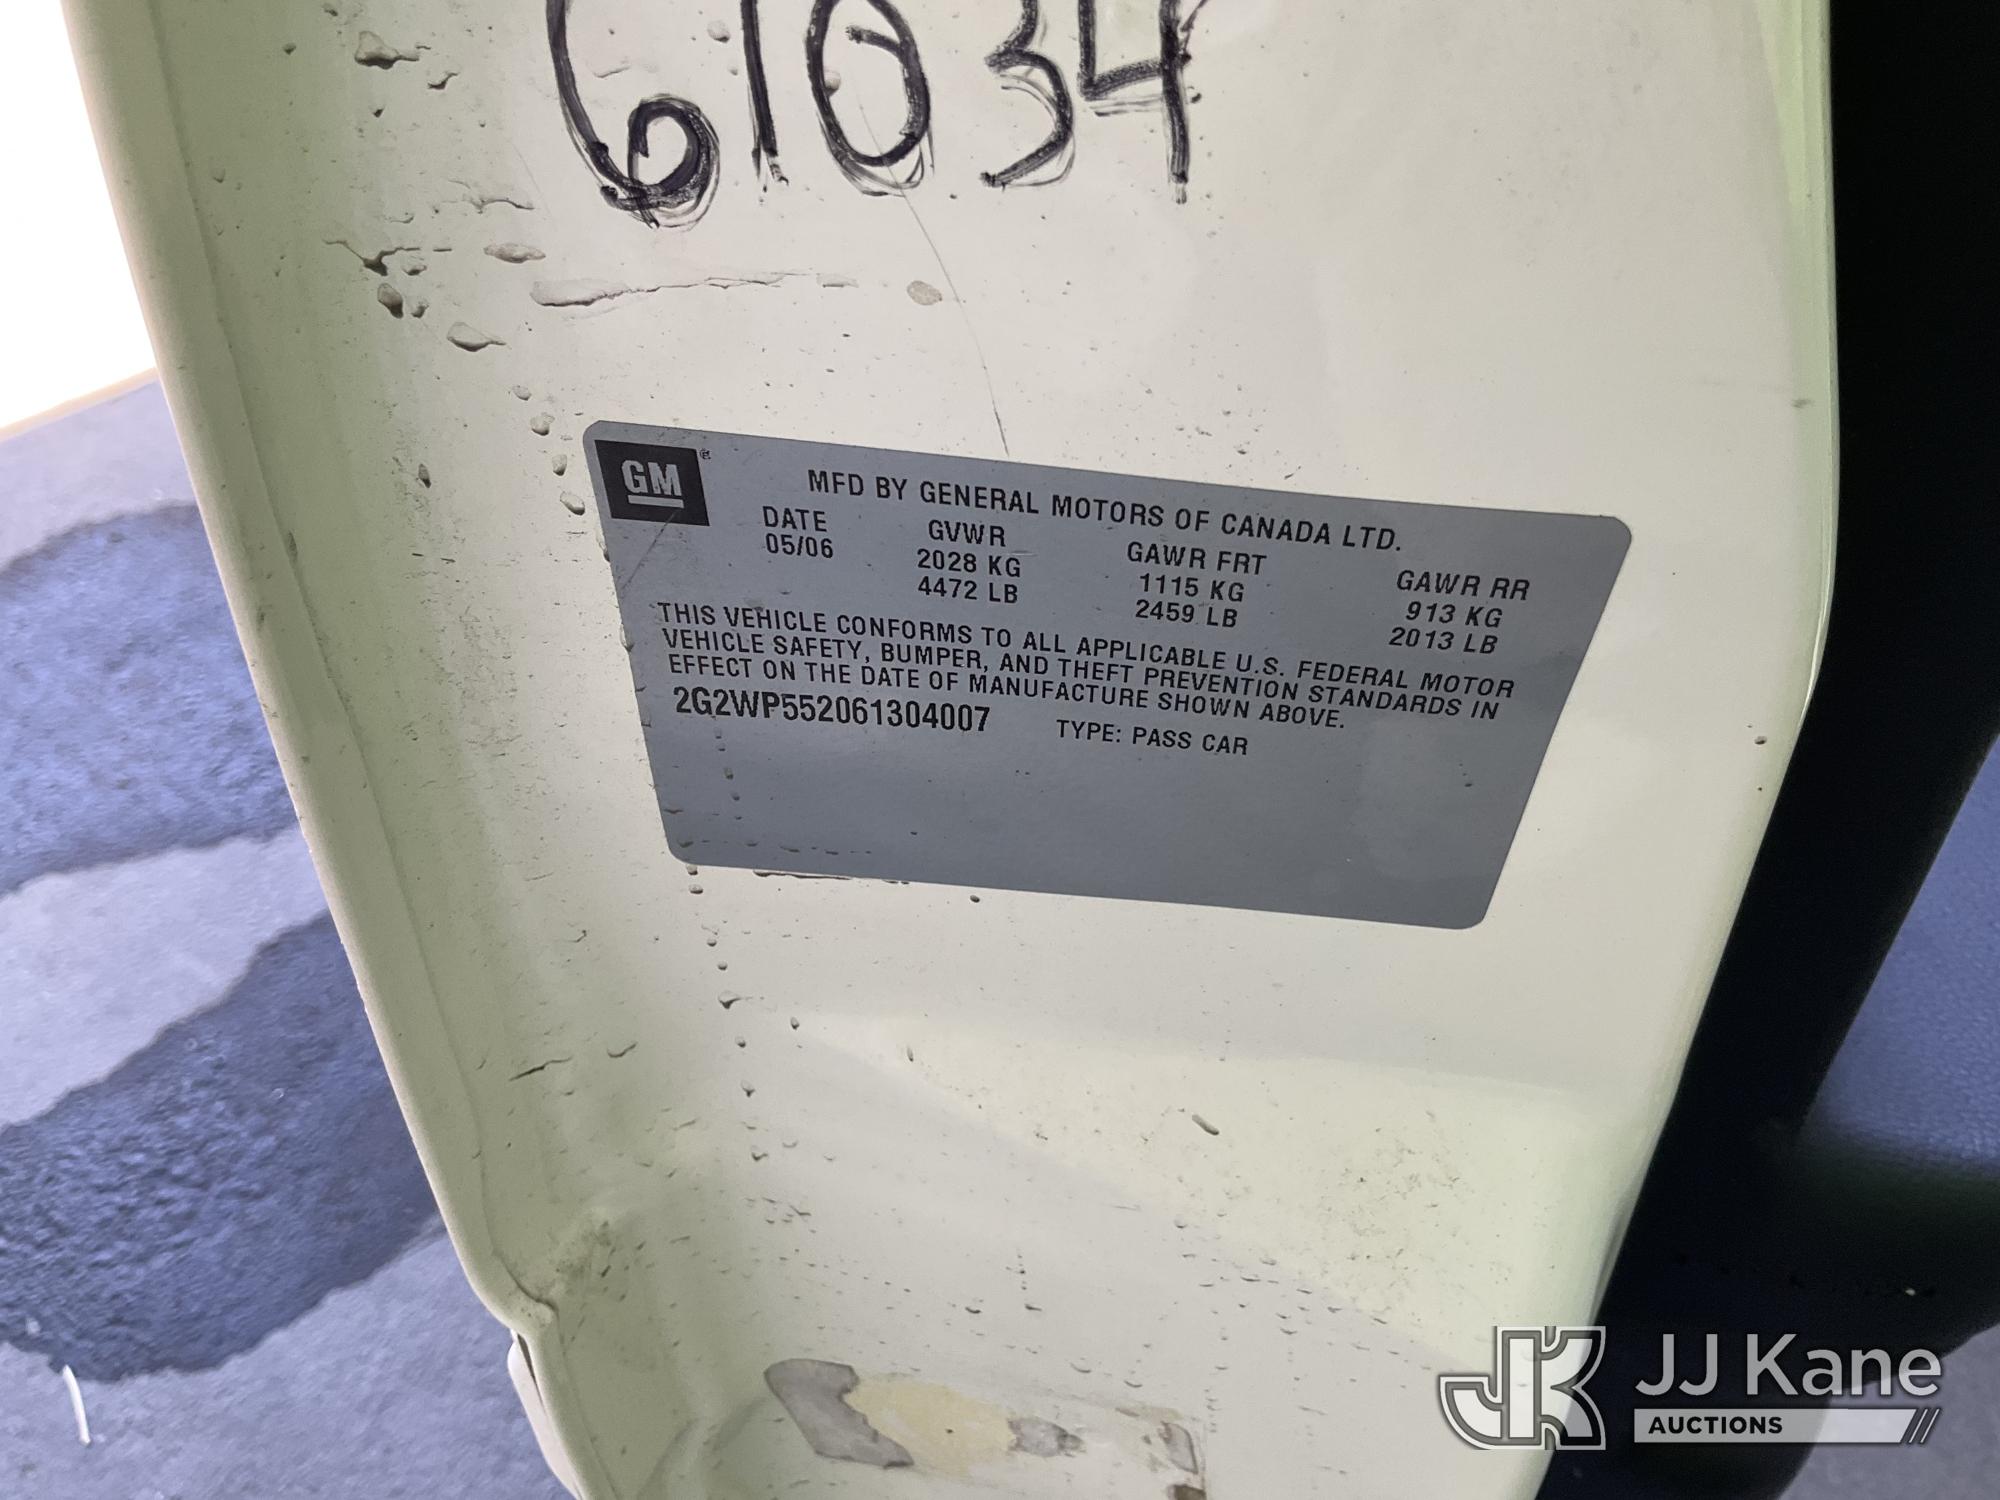 61034
GM
MFD BY GENERAL MOTORS OF CANADA LTD.
DATE GVWR GAWR FRT GAWR RR
05/06 2028 KG 1115 KG 913 KG
4472 LB 2459 LB 2013 LB
THIS VEHICLE CONFORMS TO ALL APPLICABLE U.S. FEDERAL MOTOR
VEHICLE SAFETY, BUMPER, AND THEFT PREVENTION STANDARDS IN
EFFECT ON THE DATE OF MANUFACTURE SHOWN ABOVE.
2G2WP552061304007 TYPE: PASS CAR
JK JJ Kane
AUCTIONS